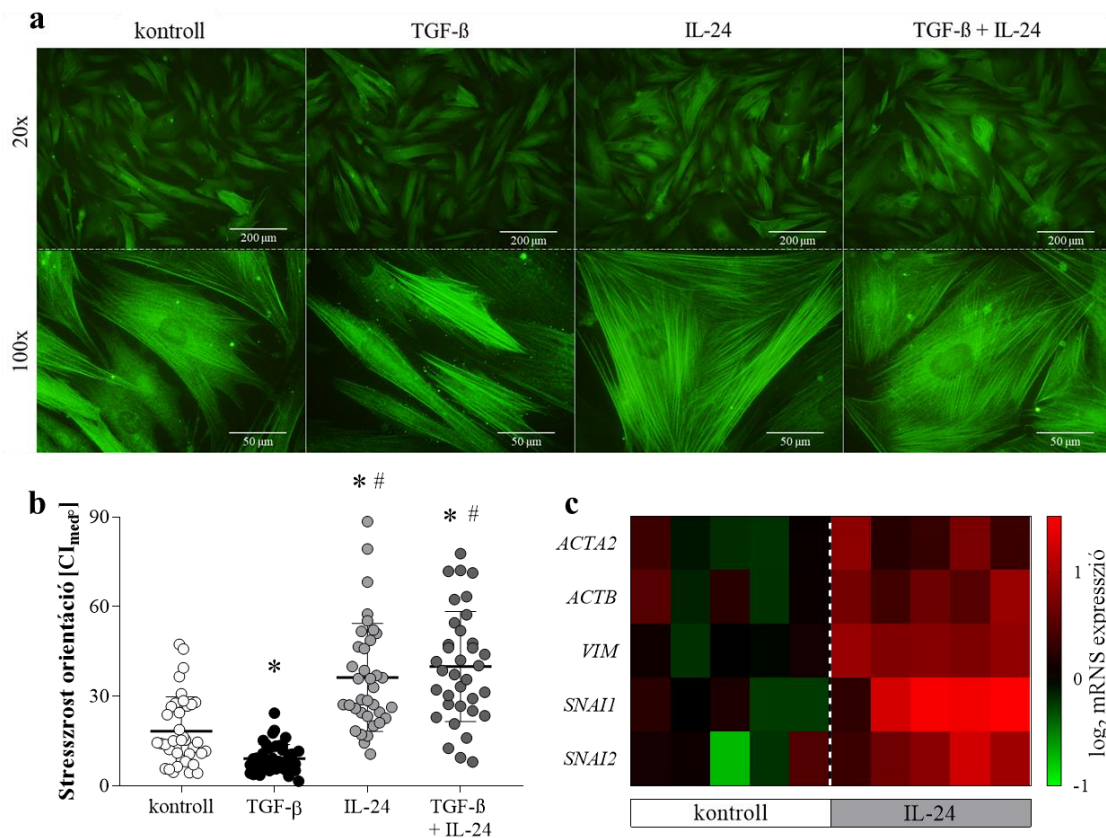 a
kontroll TGF-ß IL-24 TGF-ß + IL-24
20x
200 µm 200 µm 200 µm 200 µm
100x
50 µm 50 µm 50 µm 50 µm
b
Stresszrost orientáció [CI_med°]
90
60
30
0
* * # * #
kontroll TGF-β IL-24 TGF-ß
+ IL-24
c
ACTA2
ACTB
VIM
SNAI1
SNAI2
kontroll IL-24
1
0
-1
log₂ mRNS expresszió